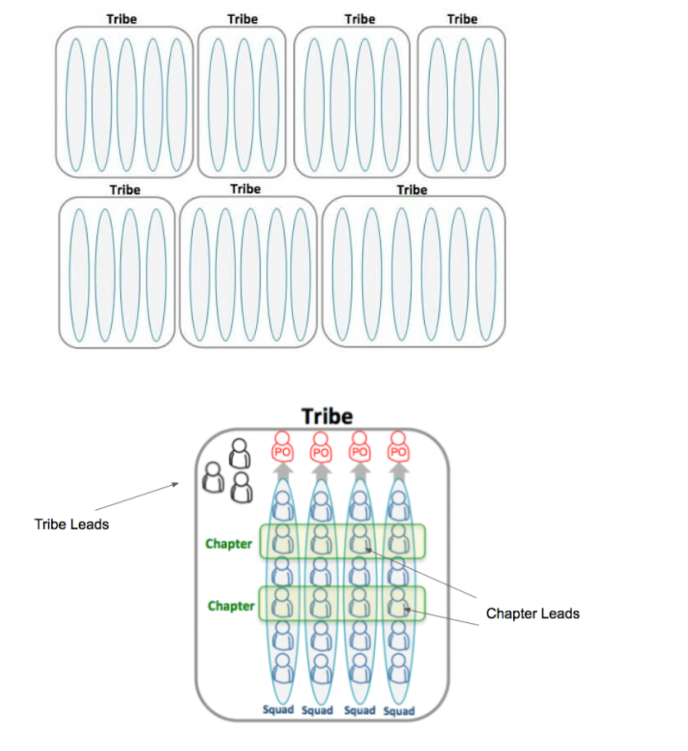 Tribe Tribe Tribe Tribe
Tribe Tribe Tribe
Tribe
PO PO PO PO
Tribe Leads
Chapter
Chapter
Chapter Leads
Squad Squad Squad Squad